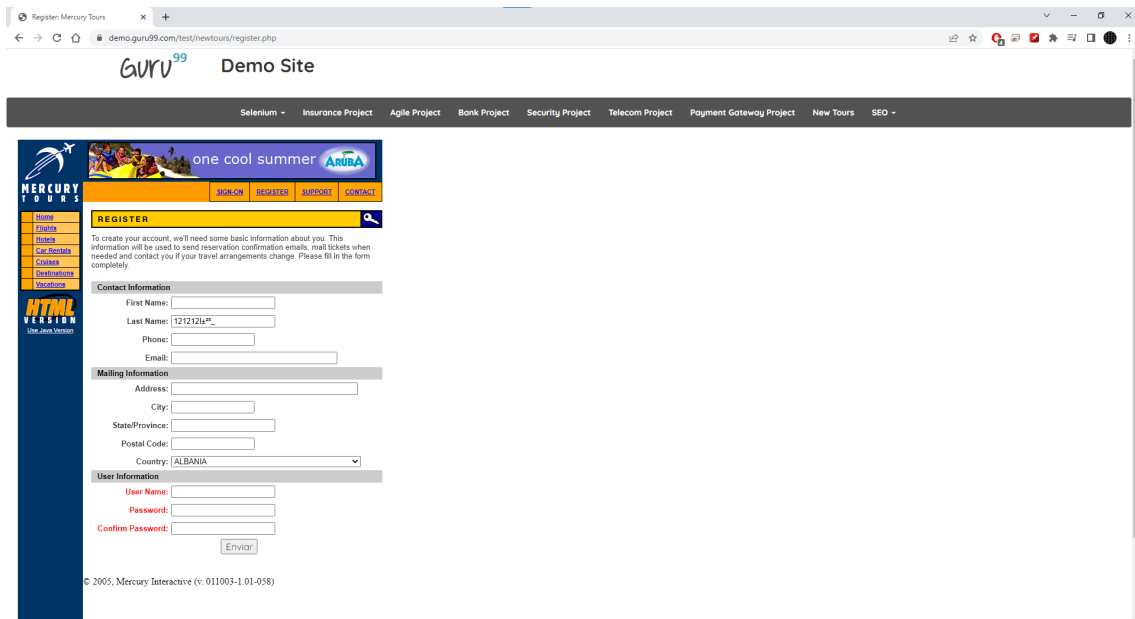 Register: Mercury Tours
demo.guru99.com/test/newtours/register.php
Guru99 Demo Site
Selenium Insurance Project Agile Project Bank Project Security Project Telecom Project Payment Gateway Project New Tours SEO
one cool summer ARUBA
MERCURY
TOURS
SIGN-ON REGISTER SUPPORT CONTACT
Home
Flights
Hotels
Car Rentals
Cruises
Destinations
Vacations
HTML
VERSION
Use Java Version
REGISTER
To create your account, we'll need some basic information about you. This
information will be used to send reservation confirmation emails, mail tickets when
needed and contact you if your travel arrangements change. Please fill in the form
completely.
Contact Information
First Name:
Last Name: 121212
Phone:
Email:
Mailing Information
Address:
City:
State/Province:
Postal Code:
Country: ALBANIA
User Information
User Name:
Password:
Confirm Password:
Enviar
© 2005, Mercury Interactive (v. 011003-1.01-058)